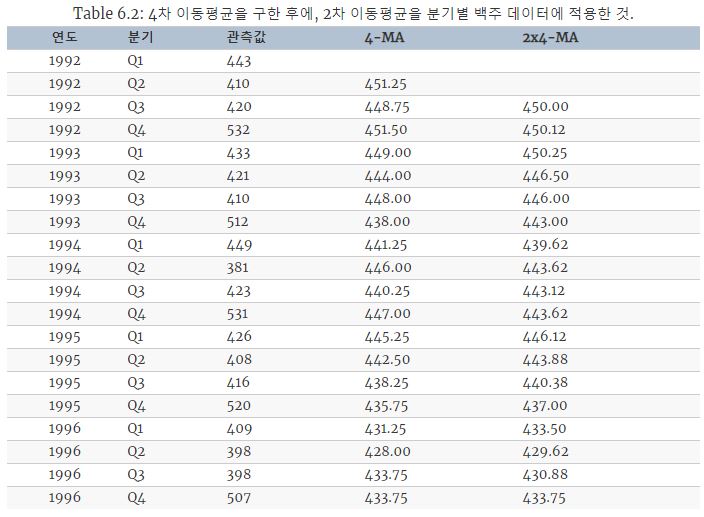 Table 6.2: 4차 이동평균을 구한 후에, 2차 이동평균을 분기별 백주 데이터에 적용한 것.
연도 분기 관측값 4-MA 2x4-MA
1992 Q1 443
1992 Q2 410 451.25
1992 Q3 420 448.75 450.00
1992 Q4 532 451.50 450.12
1993 Q1 433 449.00 450.25
1993 Q2 421 444.00 446.50
1993 Q3 410 448.00 446.00
1993 Q4 512 438.00 443.00
1994 Q1 449 441.25 439.62
1994 Q2 381 446.00 443.62
1994 Q3 423 440.25 443.12
1994 Q4 531 447.00 443.62
1995 Q1 426 445.25 446.12
1995 Q2 408 442.50 443.88
1995 Q3 416 438.25 440.38
1995 Q4 520 435.75 437.00
1996 Q1 409 431.25 433.50
1996 Q2 398 428.00 429.62
1996 Q3 398 433.75 430.88
1996 Q4 507 433.75 433.75